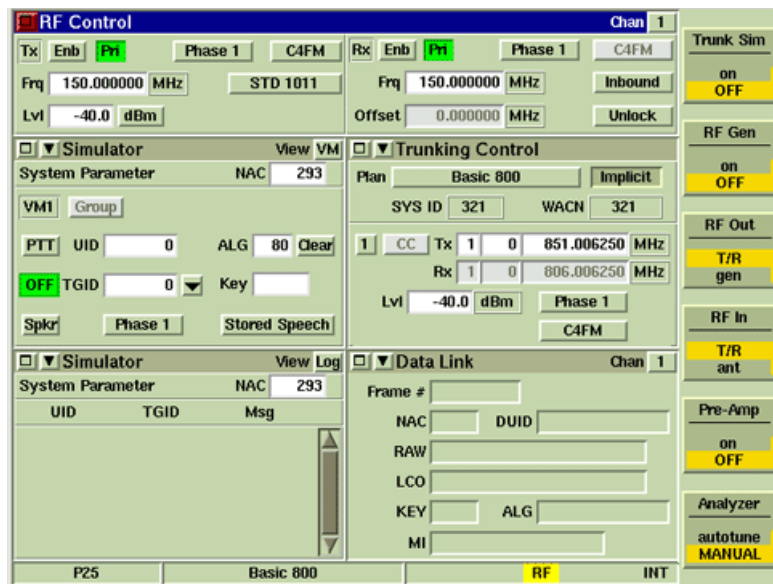 RF Control Chan 1
Tx Enb Pri Phase 1 C4FM
Frq 150.000000 MHz STD 1011
Lvl -40.0 dBm
Rx Enb Pri Phase 1 C4FM
Frq 150.000000 MHz Inbound
Offset 0.000000 MHz Unlock
Simulator View VM
System Parameter NAC 293
VM1 Group
PTT UID 0 ALG 80 Clear
OFF TGID 0 Key
Spkr Phase 1 Stored Speech
Trunking Control
Plan Basic 800 Implicit
SYS ID 321 WACN 321
1 CC Tx 1 0 851.006250 MHz
Rx 1 0 806.006250 MHz
Lvl -40.0 dBm Phase 1
C4FM
Simulator View Log
System Parameter NAC 293
UID TGID Msg
Data Link Chan 1
Frame #
NAC DUID
RAW
LCO
KEY ALG
MI
P25 Basic 800 RF INT
Trunk Sim
on
OFF
RF Gen
on
OFF
RF Out
T/R
gen
RF In
T/R
ant
Pre-Amp
on
OFF
Analyzer
autotune
MANUAL